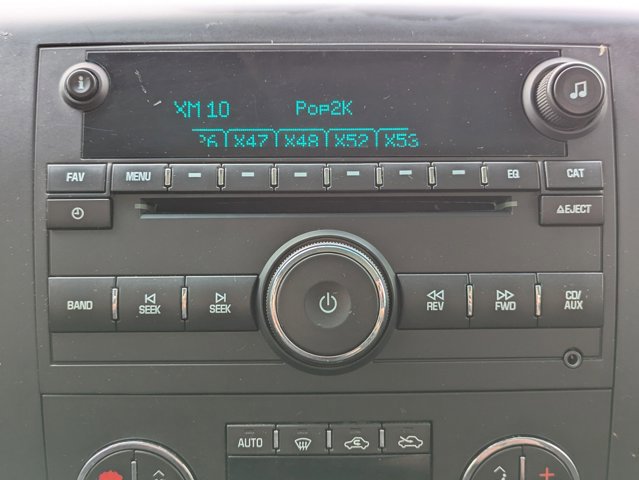 i
XM 10 Pop2K
X47 X48 X52 X53
FAV MENU EQ CAT
EJECT
BAND SEEK SEEK REV FWD CD/
AUX
AUTO